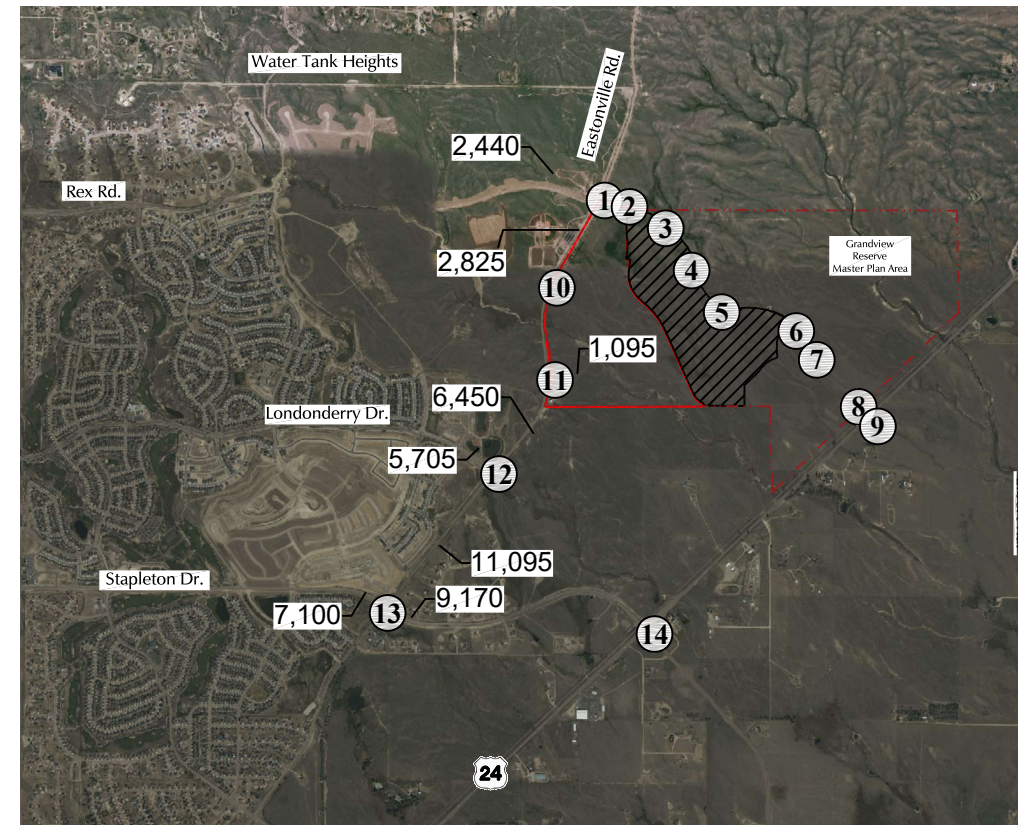 Water Tank Heights
Eastonville Rd.
2,440
Rex Rd.
1
2
3
Grandview
Reserve
Master Plan Area
2,825
4
10
5
6
1,095
7
11
6,450
8
Londonderry Dr.
9
5,705
12
11,095
Stapleton Dr.
9,170
7,100
13
14
24